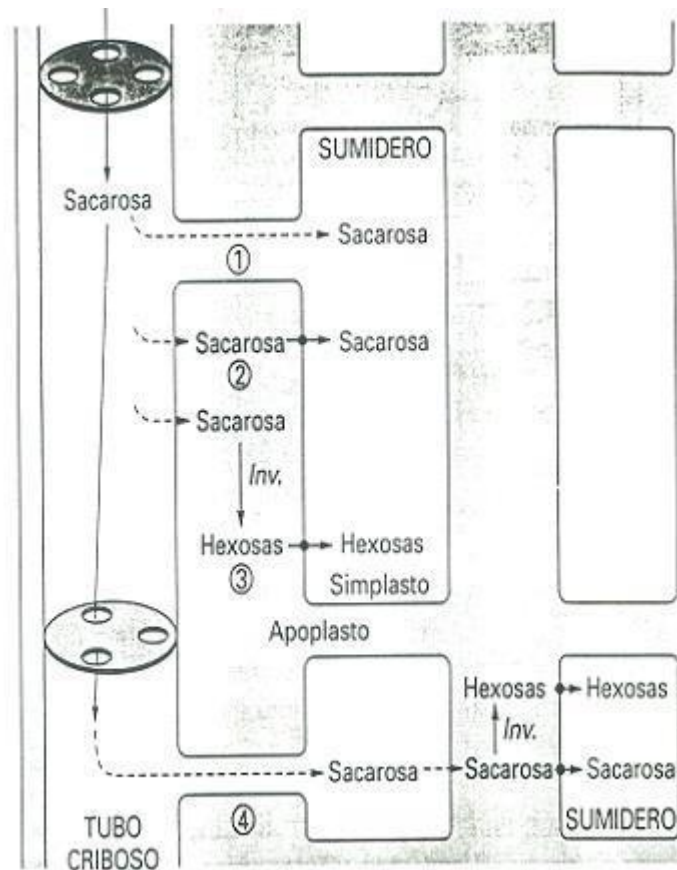 SUMIDERO
Sacarosa
Sacarosa
①
Sacarosa Sacarosa
②
Sacarosa
Inv.
Hexosas Hexosas
③
Simplasto
Apoplasto
Hexosas Hexosas
Inv.
Sacarosa Sacarosa Sacarosa
④
TUBO
CRIBOSO
SUMIDERO